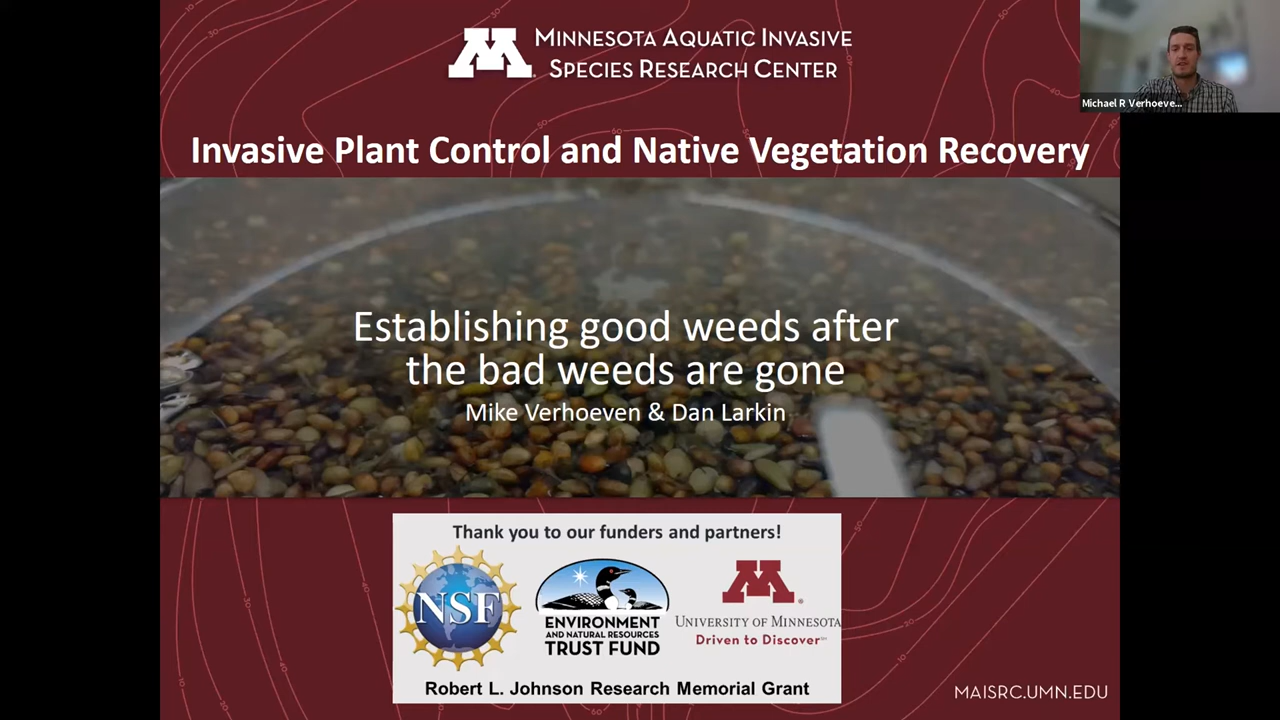 MINNESOTA AQUATIC INVASIVE
SPECIES RESEARCH CENTER
Michael R Verhoeve...
Invasive Plant Control and Native Vegetation Recovery
Establishing good weeds after
the bad weeds are gone
Mike Verhoeven & Dan Larkin
Thank you to our funders and partners!
NSF
ENVIRONMENT
AND NATURAL RESOURCES
TRUST FUND
M
UNIVERSITY OF MINNESOTA
Driven to Discover
Robert L. Johnson Research Memorial Grant
MAISRC.UMN.EDU